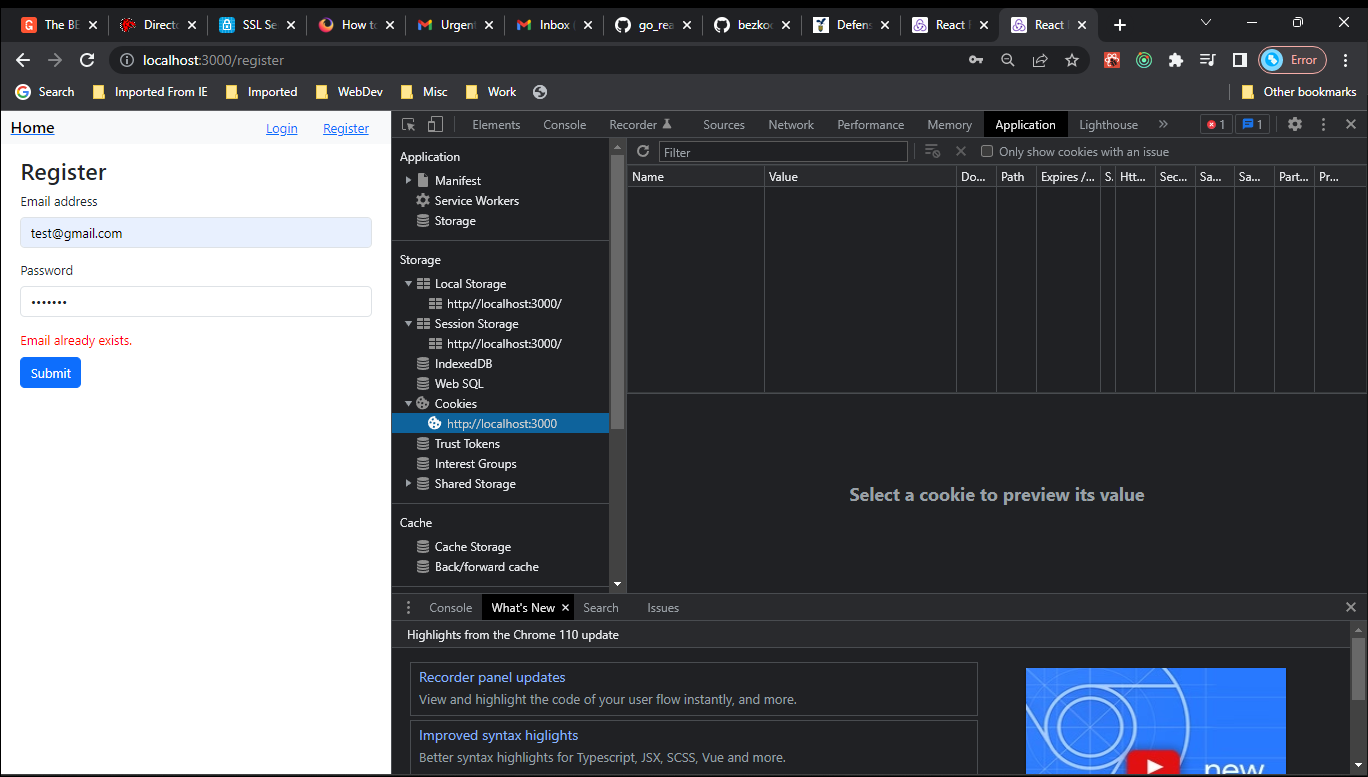 The BE
Directo
SSL Se
How to
Urgen
Inbox
go_rea
bezkoc
Defens
React
React
localhost:3000/register
Error
Search
Imported From IE
Imported
WebDev
Misc
Work
Other bookmarks
Home
Login
Register
Register
Email address
test@gmail.com
Password
•••••••
Email already exists.
Submit
Elements
Console
Recorder
Sources
Network
Performance
Memory
Application
Lighthouse
1
1
Application
Manifest
Service Workers
Storage
Storage
Local Storage
http://localhost:3000/
Session Storage
http://localhost:3000/
IndexedDB
Web SQL
Cookies
http://localhost:3000
Trust Tokens
Interest Groups
Shared Storage
Cache
Cache Storage
Back/forward cache
Filter
Only show cookies with an issue
Name
Value
Do...
Path
Expires /...
S.
Htt...
Sec...
Sa...
Sa...
Part...
Pr...
Select a cookie to preview its value
Console
What's New
Search
Issues
Highlights from the Chrome 110 update
Recorder panel updates
View and highlight the code of your user flow instantly, and more.
Improved syntax higlights
Better syntax highlights for Typescript, JSX, SCSS, Vue and more.
new